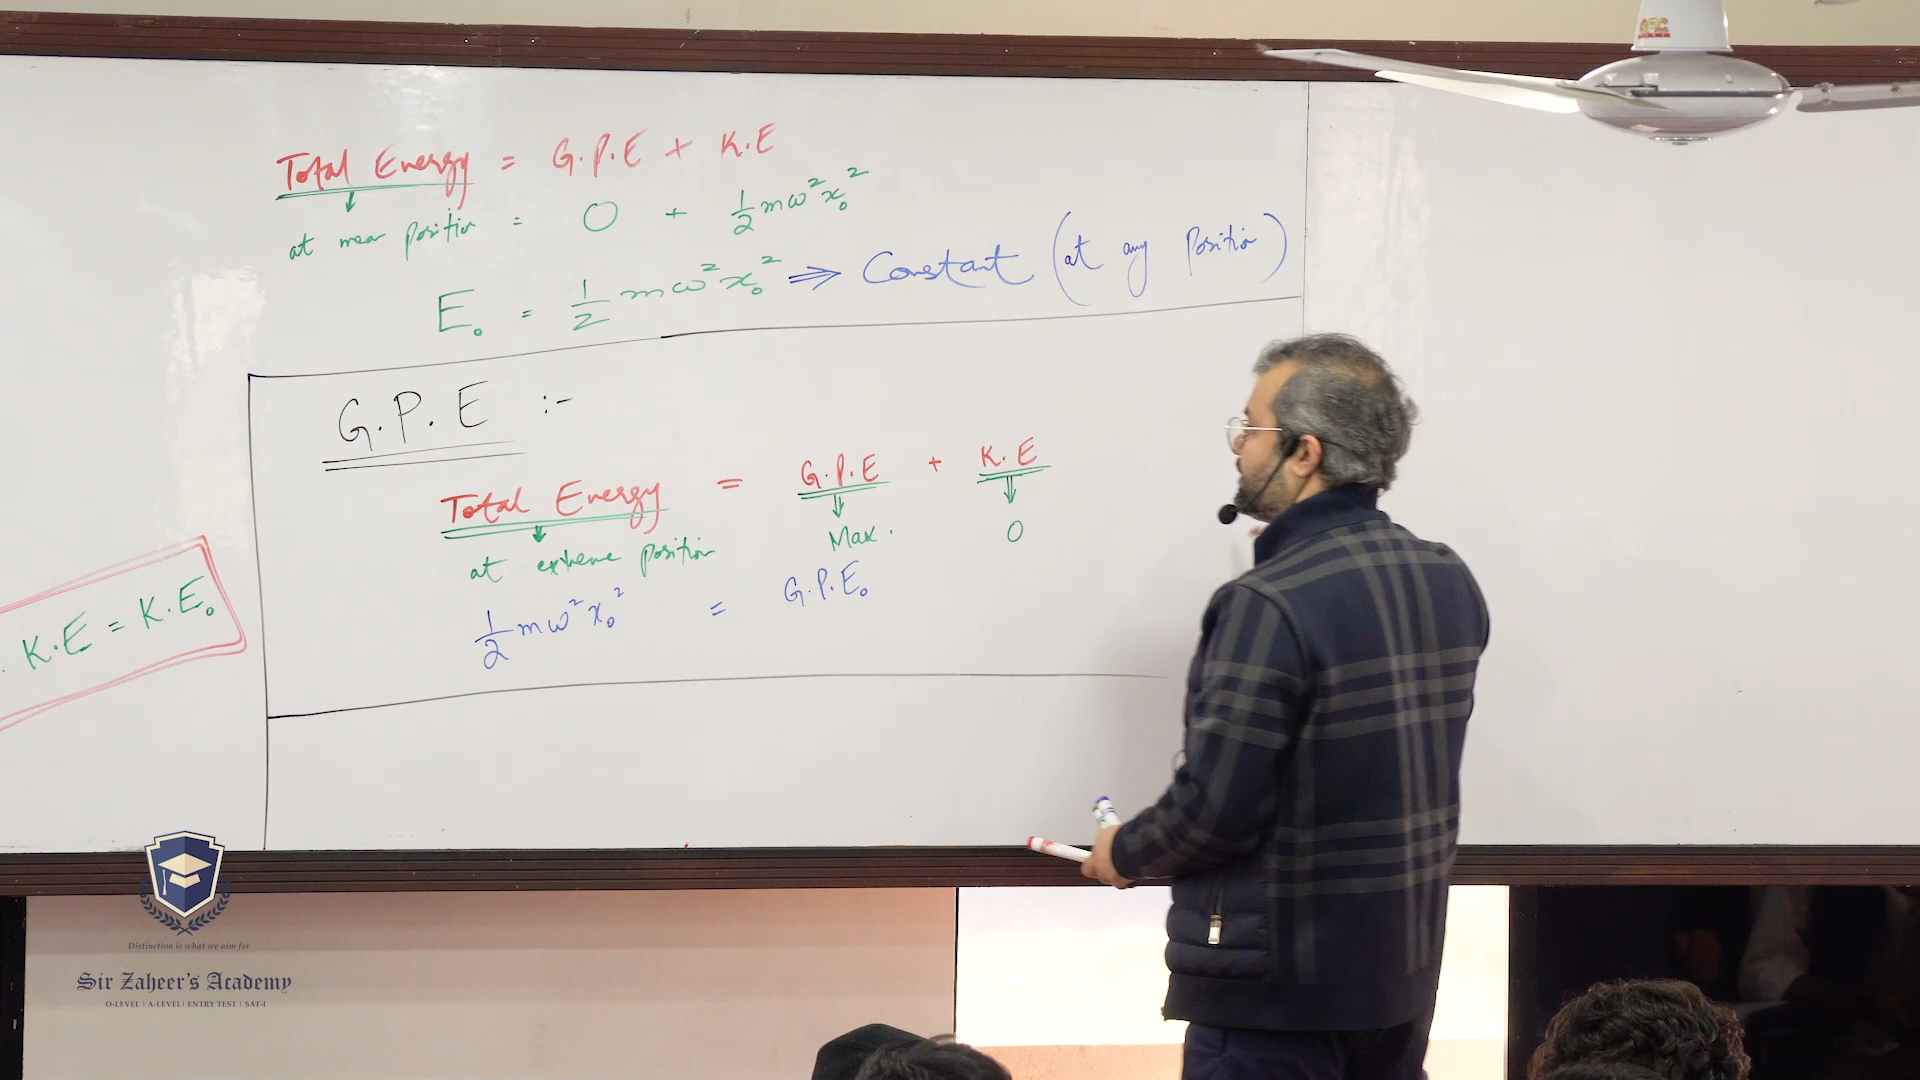 Total Energy = G.P.E + K.E
at mean position = 0 + 1/2 mω²x₀²
E₀ = 1/2 mω²x₀² ⇒ Constant (at any Position)
G.P.E :-
Total Energy = G.P.E + K.E
at extreme position Max. 0
1/2 mω²x₀² = G.P.E₀
K.E = K.E₀
Distinction is what we aim for
Sir Zaheer's Academy
O-LEVEL | A-LEVEL | ENTRY TEST | SAT-I